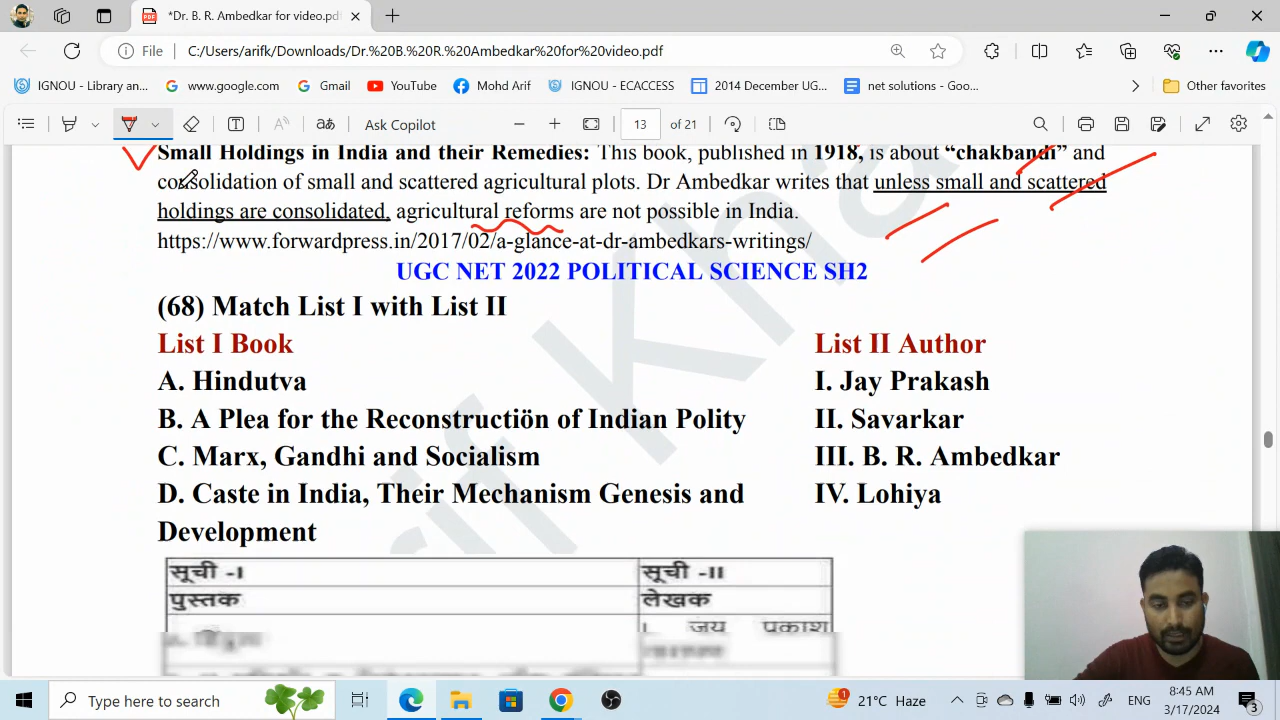 *Dr. B. R. Ambedkar for video.pdf
File C:/Users/arifk/Downloads/Dr.%20B.%20R.%20Ambedkar%20for%20video.pdf
IGNOU - Library an... www.google.com Gmail YouTube Mohd Arif IGNOU - ECACCESS 2014 December UG... net solutions - Goo... Other favorites
Ask Copilot 13 of 21
Small Holdings in India and their Remedies: This book, published in 1918, is about “chakbandi” and
consolidation of small and scattered agricultural plots. Dr Ambedkar writes that unless small and scattered
holdings are consolidated, agricultural reforms are not possible in India.
https://www.forwardpress.in/2017/02/a-glance-at-dr-ambedkars-writings/
UGC NET 2022 POLITICAL SCIENCE SH2
(68) Match List I with List II
List I Book List II Author
A. Hindutva I. Jay Prakash
B. A Plea for the Reconstructiön of Indian Polity II. Savarkar
C. Marx, Gandhi and Socialism III. B. R. Ambedkar
D. Caste in India, Their Mechanism Genesis and IV. Lohiya
Development
सूची -I सूची -II
पुस्तक लेखक
I. जय प्रकाश
Type here to search 21°C Haze ENG 8:45 AM
3/17/2024 3